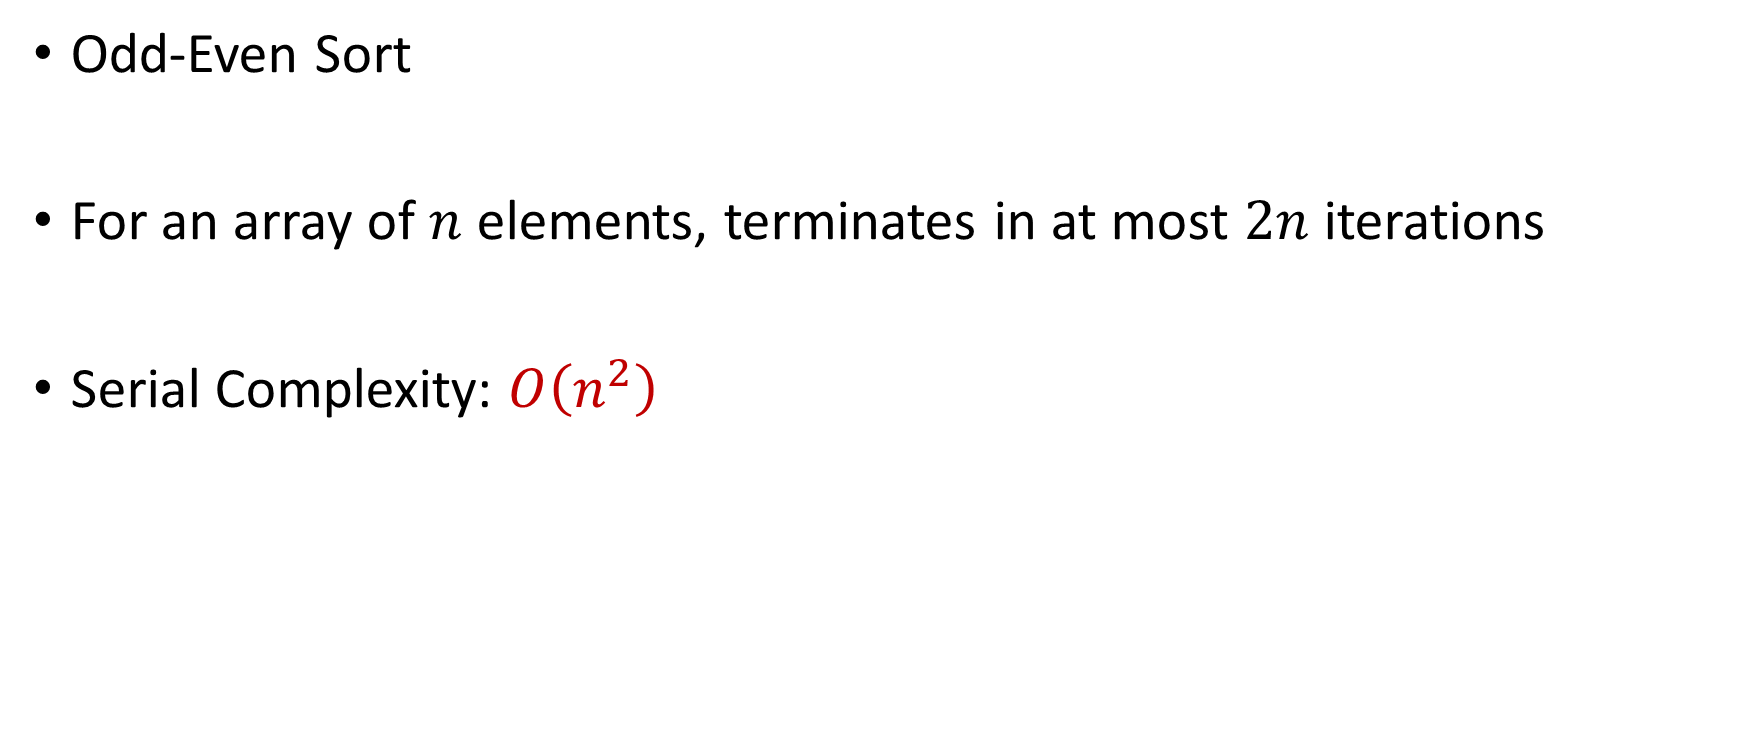 • Odd-Even Sort
• For an array of n elements, terminates in at most 2n iterations
• Serial Complexity: O(n²)